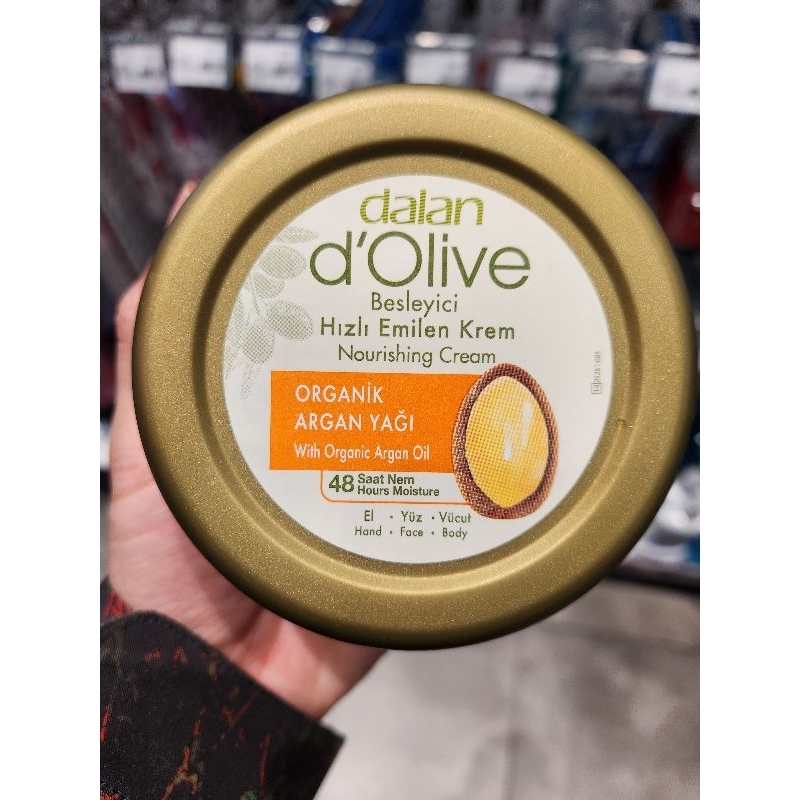 dalan
d'Olive
Besleyici
Hızlı Emilen Krem
Nourishing Cream
ORGANİK
ARGAN YAĞI
With Organic Argan Oil
48 Saat Nem
Hours Moisture
El • Yüz • Vücut
Hand • Face • Body